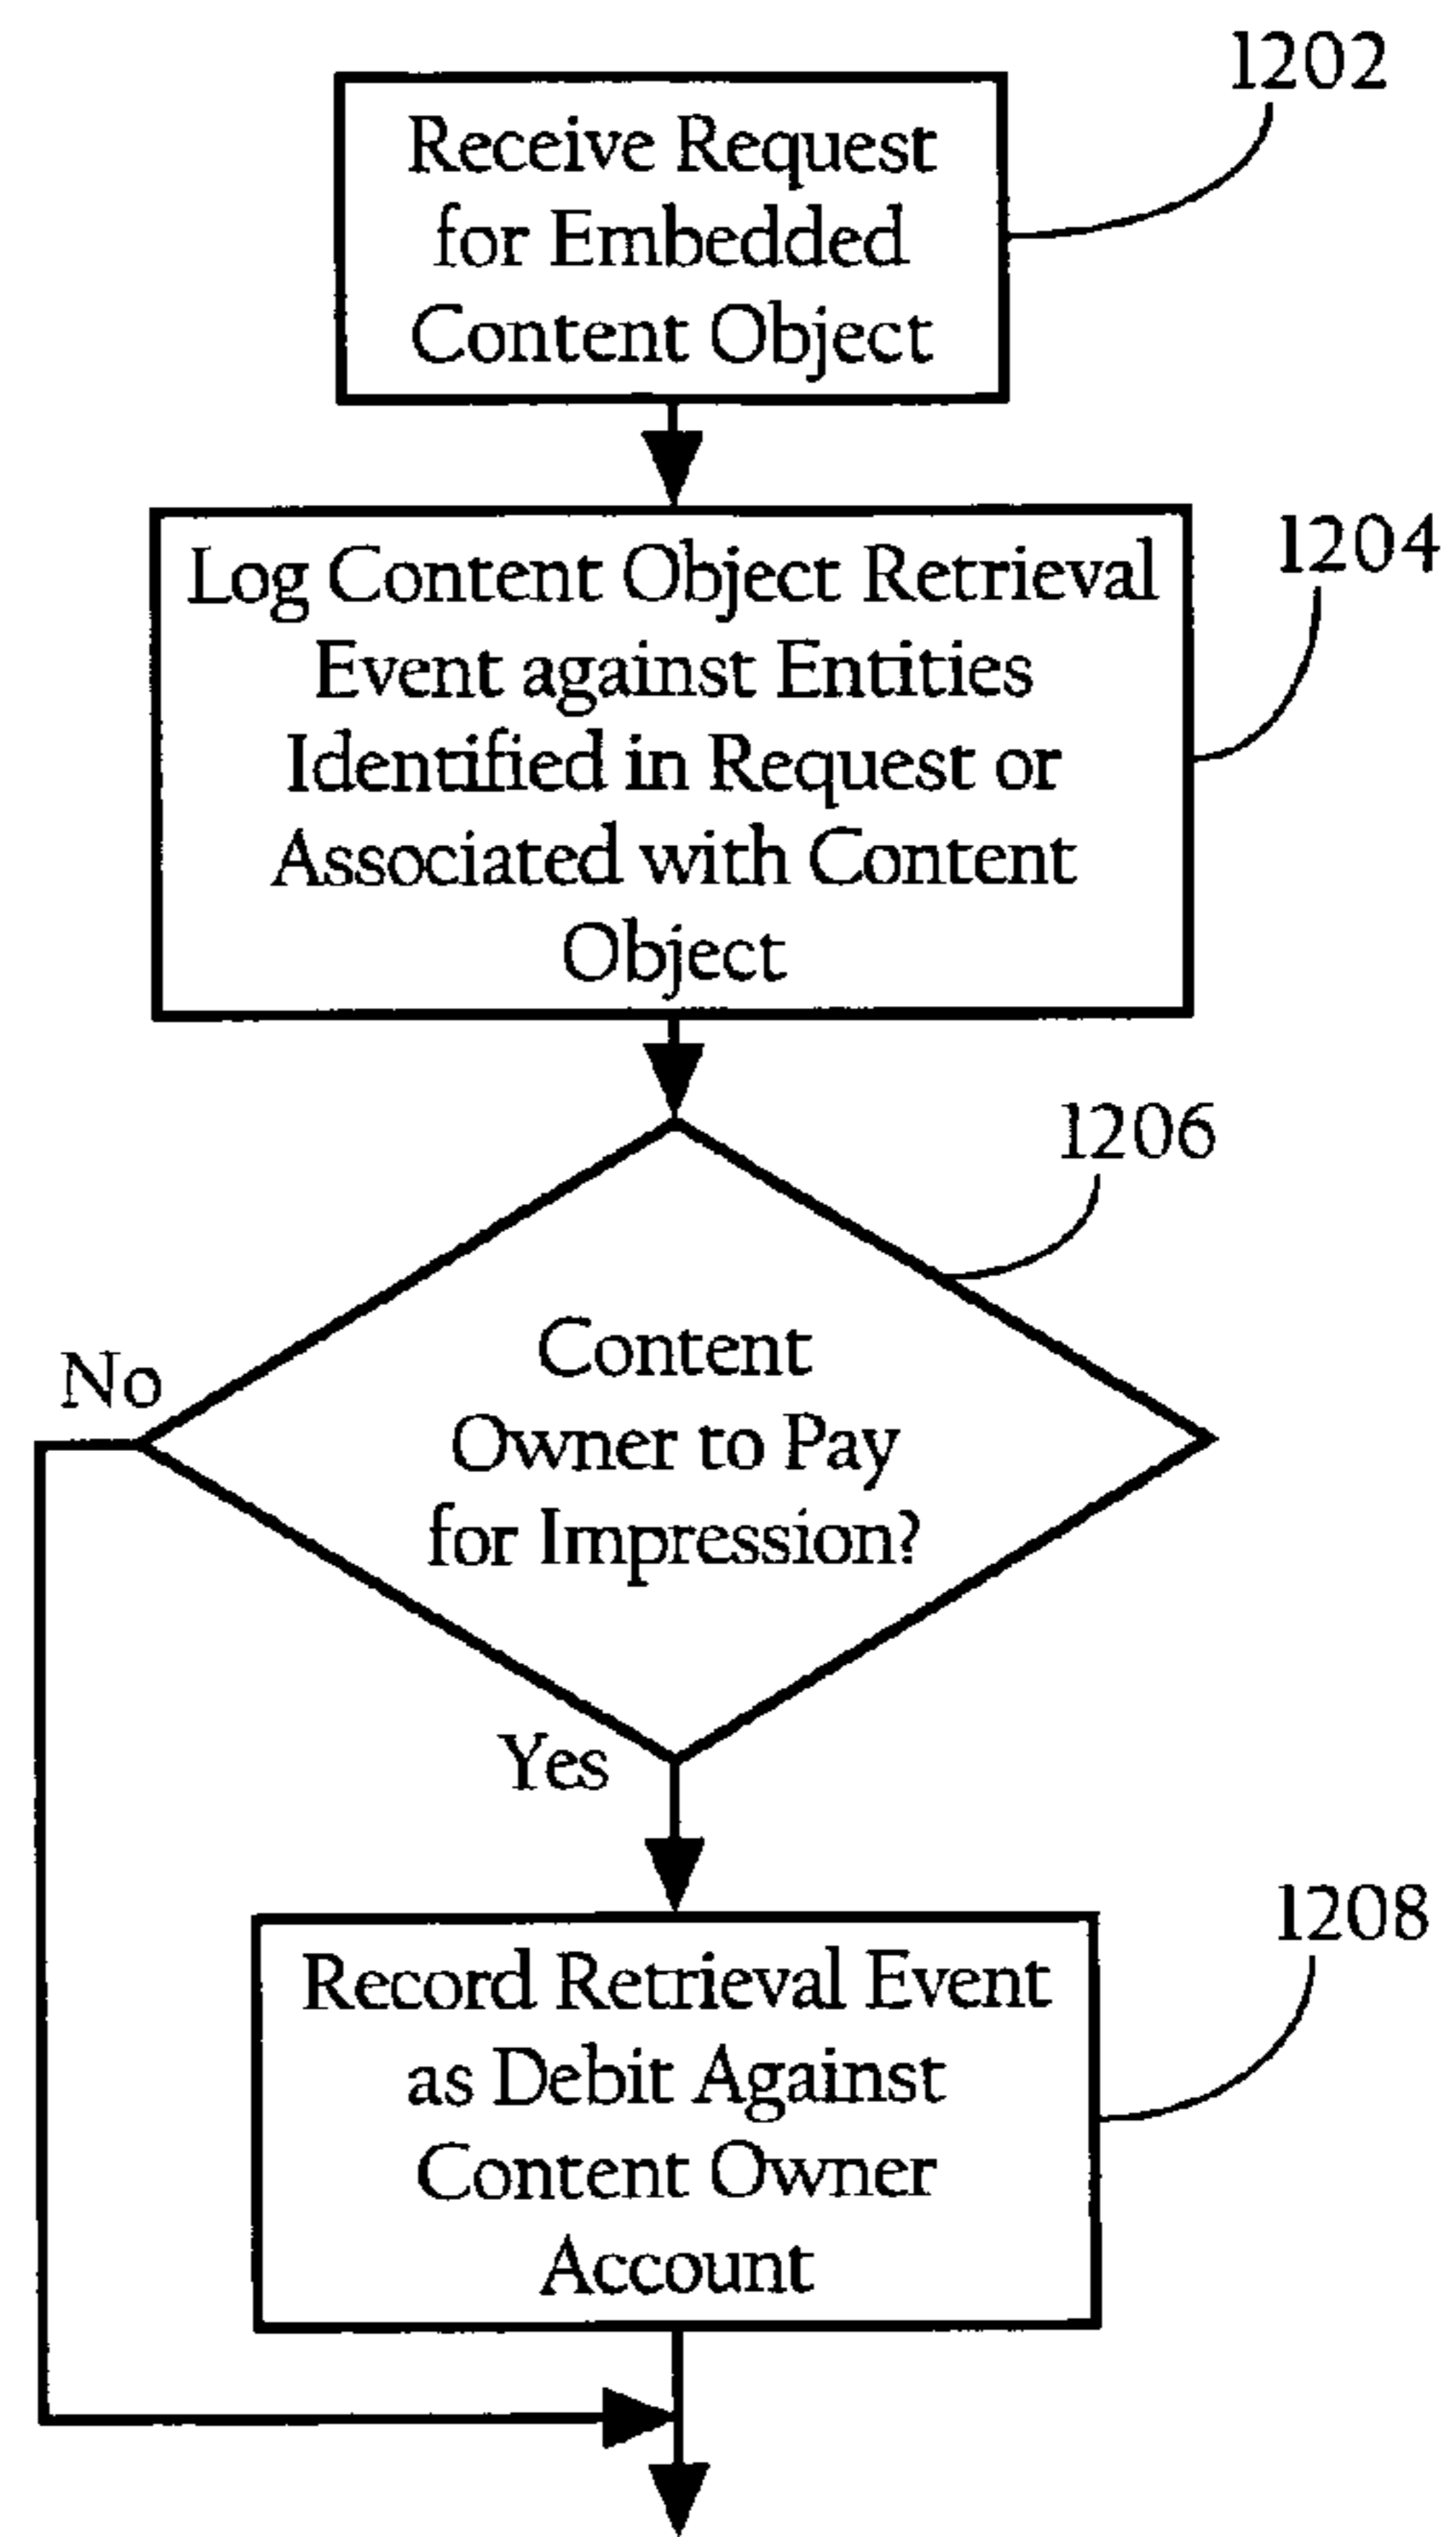 1202
Receive Request
for Embedded
Content Object
1204
Log Content Object Retrieval
Event against Entities
Identified in Request or
Associated with Content
Object
1206
Content
Owner to Pay
for Impression?
No
Yes
1208
Record Retrieval Event
as Debit Against
Content Owner
Account